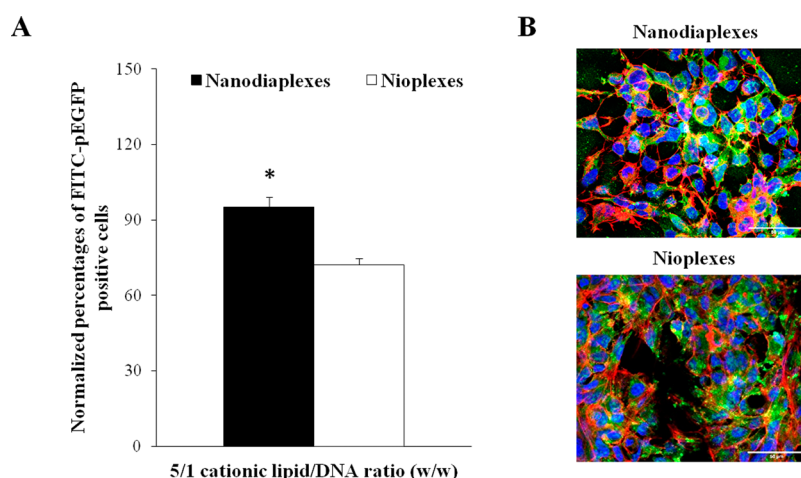 A
B
Nanodiaplexes
Nioplexes
150
120
90
60
30
0
Nanodiaplexes Nioplexes
*
Normalized percentages of FITC-pEGFP
positive cells
5/1 cationic lipid/DNA ratio (w/w)